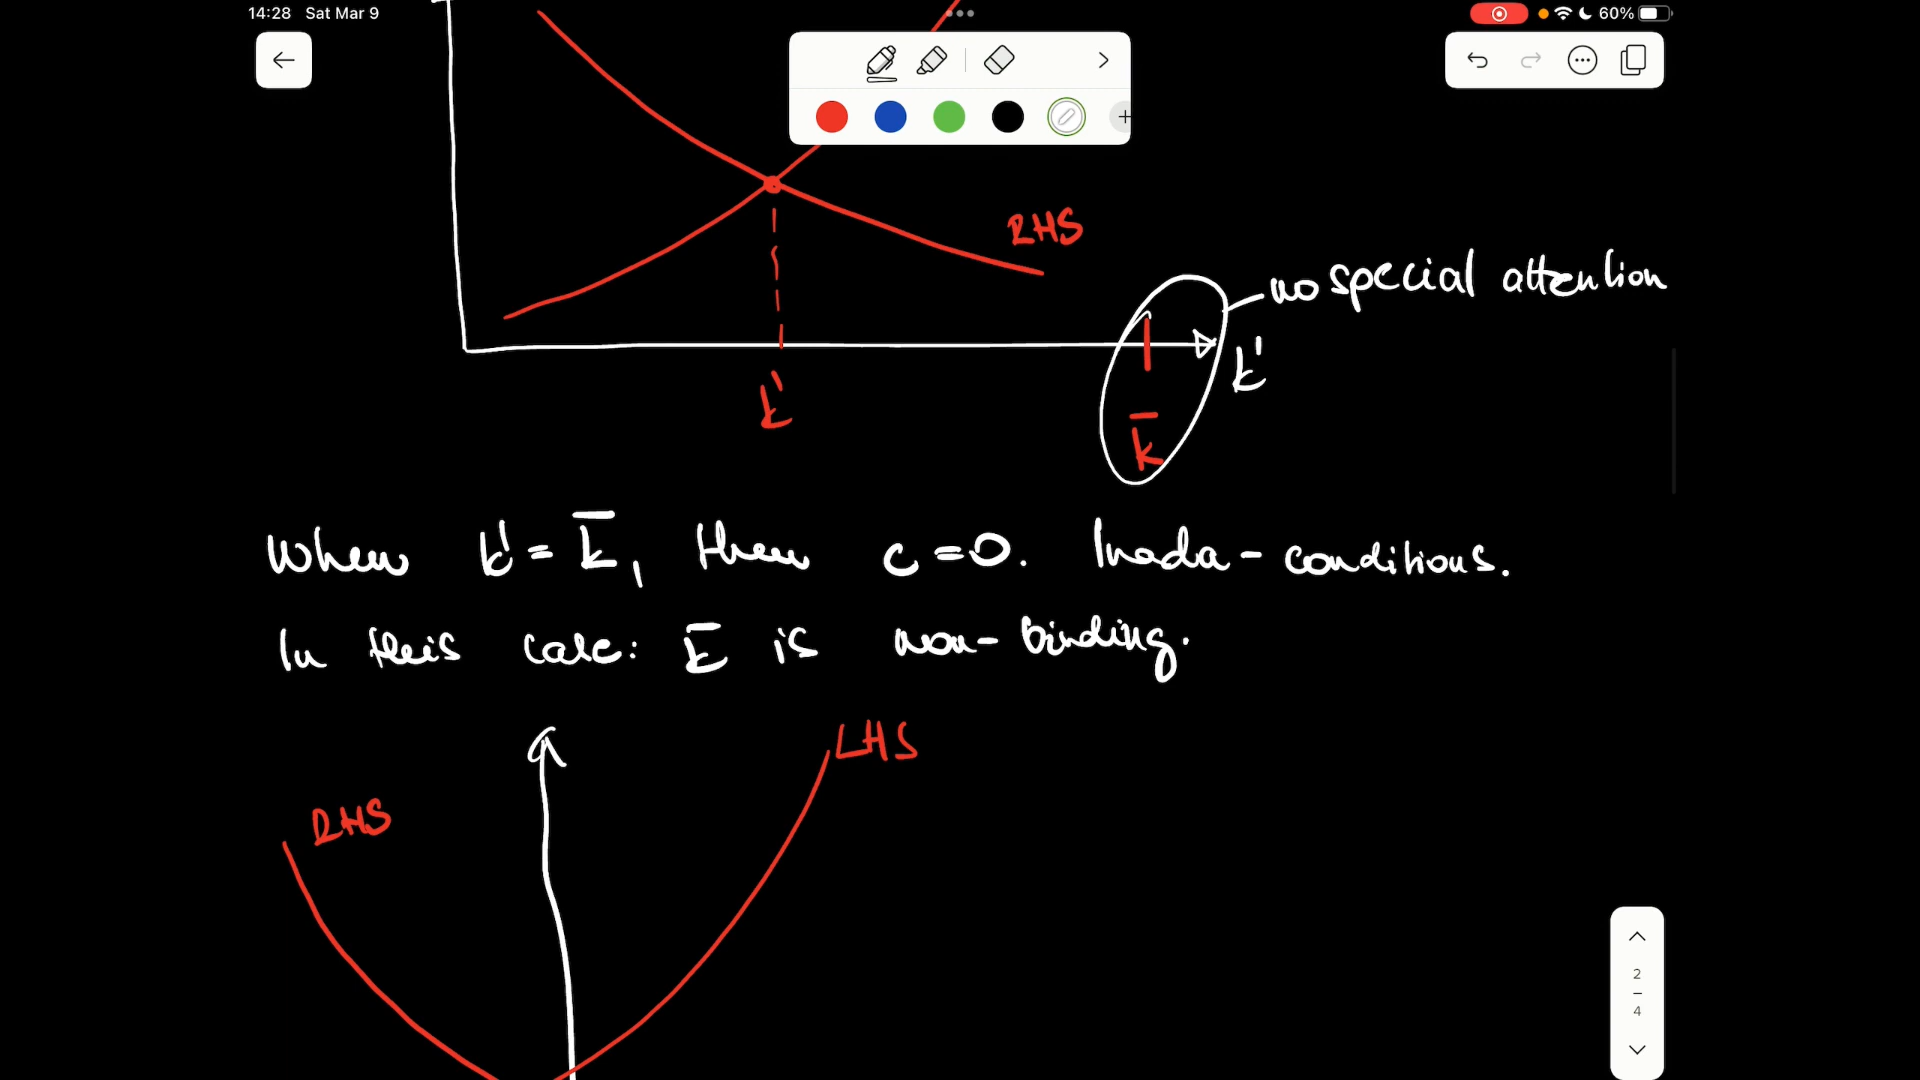 14:28 Sat Mar 9
60%
RHS
no special attention
k'
k'
k̅
When k' = k̅, then c = 0. Inada - conditions.
In this case: k̅ is non-binding.
LHS
RHS
2
4